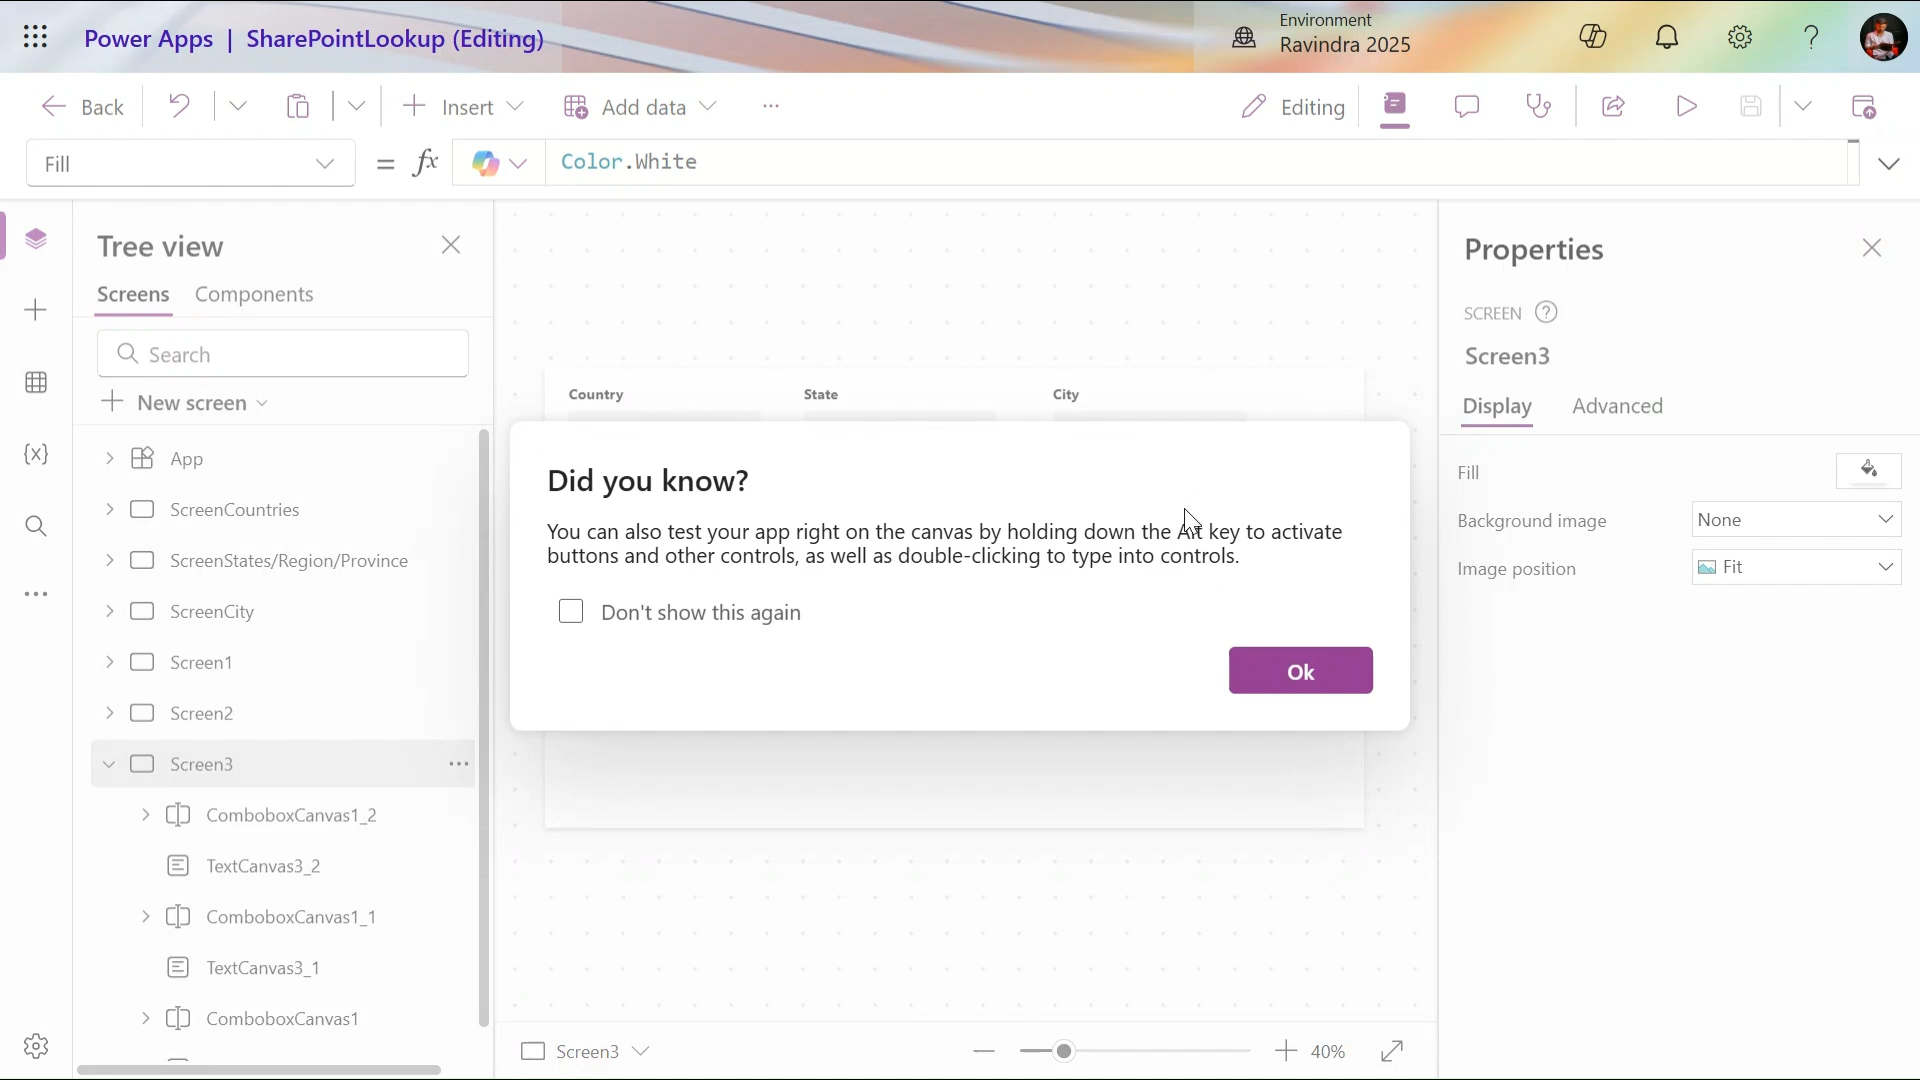 Power Apps | SharePointLookup (Editing)
Environment
Ravindra 2025
Back
Insert
Add data
Editing
Fill
= fx
Color.White
Tree view
Screens
Components
Search
New screen
App
ScreenCountries
ScreenStates/Region/Province
ScreenCity
Screen1
Screen2
Screen3
ComboboxCanvas1_2
TextCanvas3_2
ComboboxCanvas1_1
TextCanvas3_1
ComboboxCanvas1
Country
State
City
Did you know?
You can also test your app right on the canvas by holding down the Alt key to activate
buttons and other controls, as well as double-clicking to type into controls.
Don't show this again
Ok
Screen3
40%
Properties
SCREEN
Screen3
Display
Advanced
Fill
Background image
None
Image position
Fit